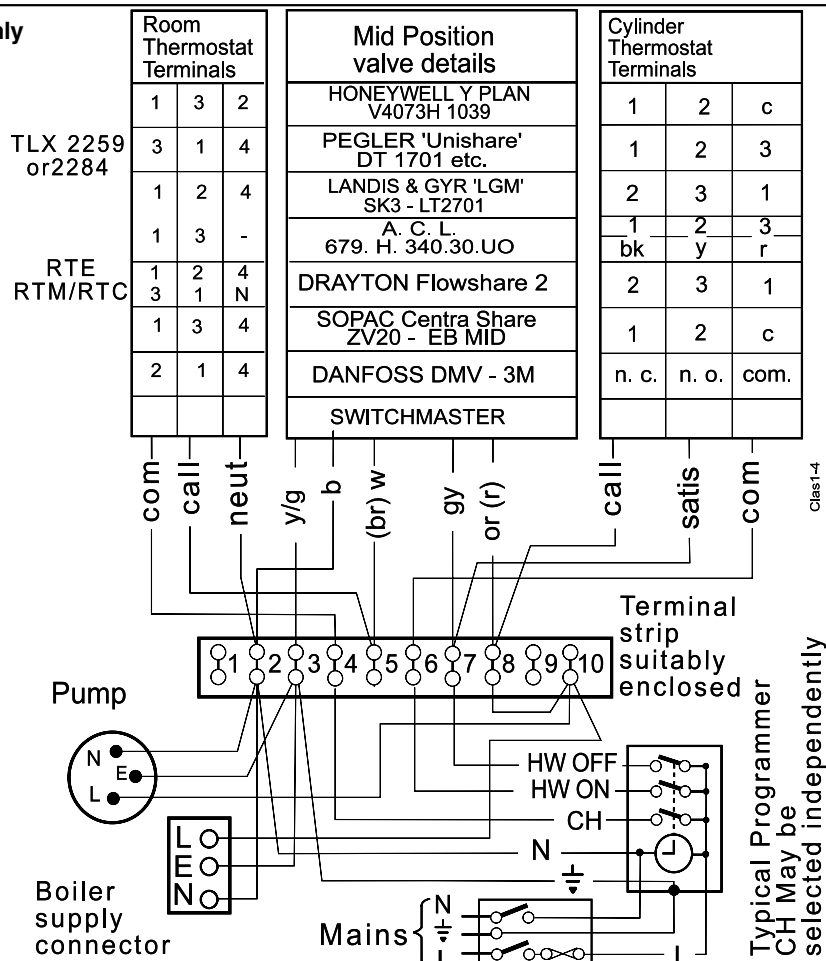 nly
Room
Thermostat
Terminals
1 3 2
3 1 4
1 2 4
1 3 -
1 2 4
3 1 N
1 3 4
2 1 4
TLX 2259
or2284
RTE
RTM/RTC
Mid Position
valve details
HONEYWELL Y PLAN
V4073H 1039
PEGLER 'Unishare'
DT 1701 etc.
LANDIS & GYR 'LGM'
SK3 - LT2701
A. C. L.
679. H. 340.30.UO
DRAYTON Flowshare 2
SOPAC Centra Share
ZV20 - EB MID
DANFOSS DMV - 3M
SWITCHMASTER
Cylinder
Thermostat
Terminals
1 2 c
1 2 3
2 3 1
1 2 3
bk y r
2 3 1
1 2 c
n. c. n. o. com.
com
call
neut
y/g
b
(br) w
gy
or (r)
call
satis
com
Clas1-4
1 2 3 4 5 6 7 8 9 10
Terminal
strip
suitably
enclosed
Pump
N
E
L
L
E
N
Boiler
supply
connector
HW OFF
HW ON
CH
N
Mains
N
L
L
Typical Programmer
CH May be
selected independently